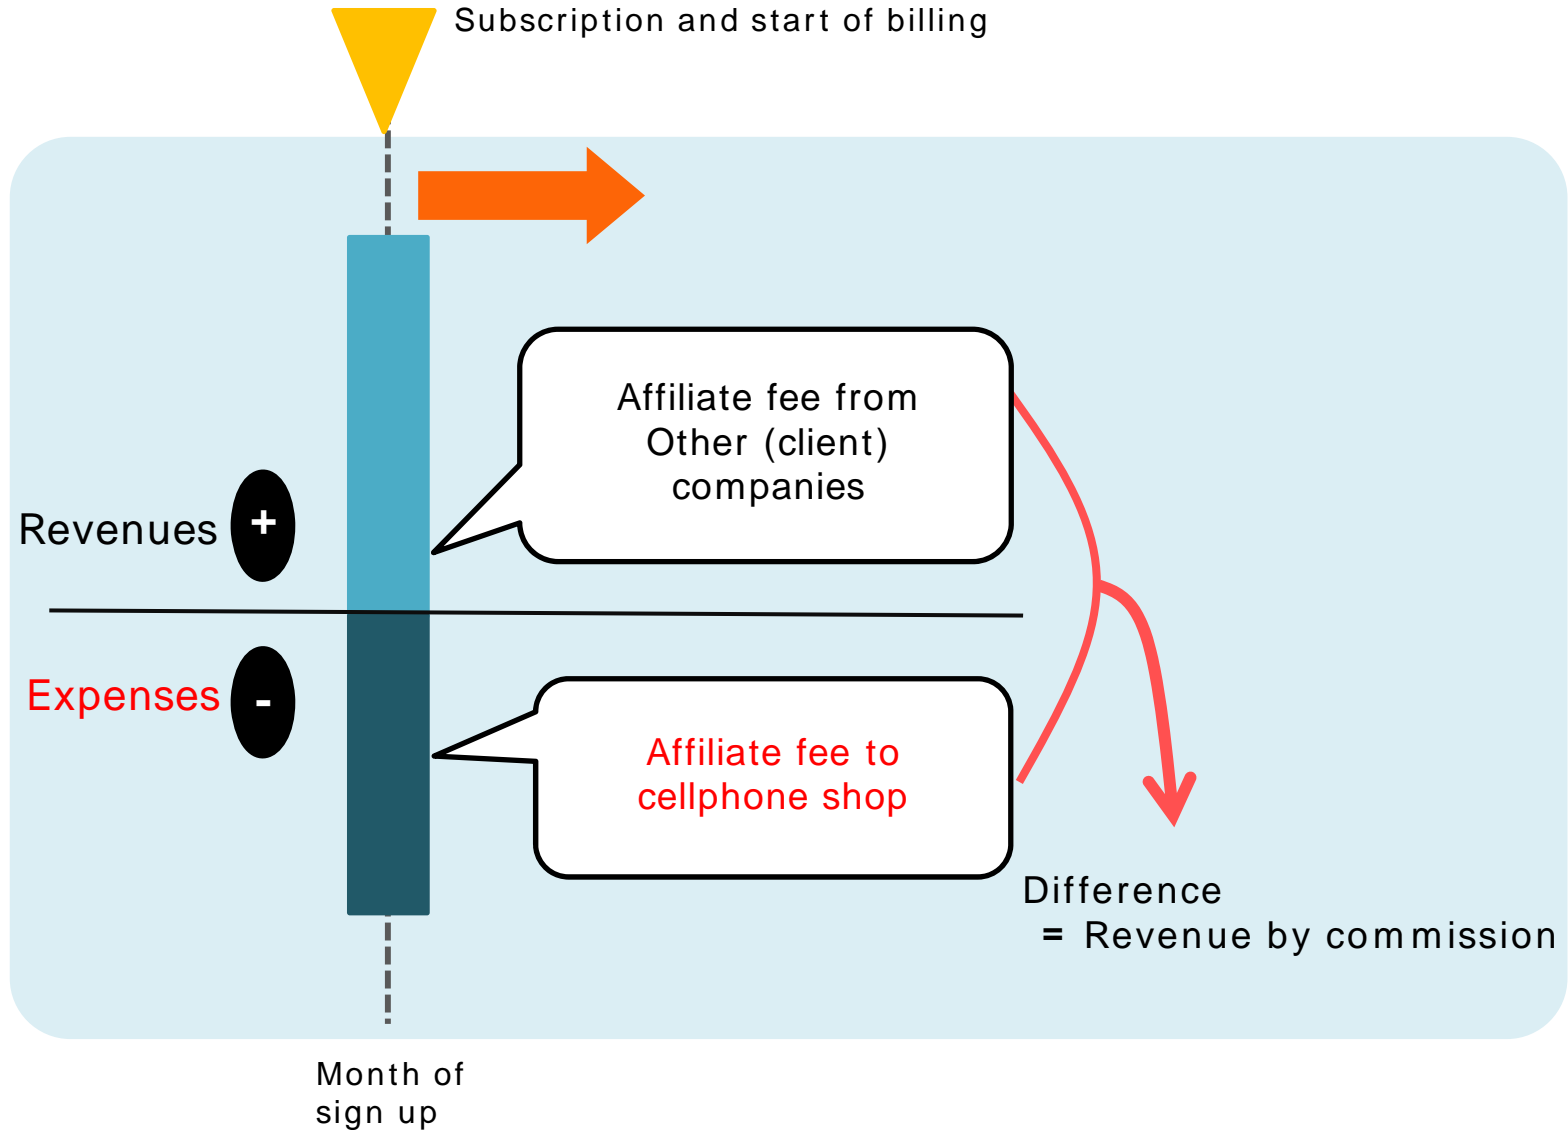 Subscription and start of billing
Affiliate fee from
Other (client)
companies
Revenues +
Expenses -
Affiliate fee to
cellphone shop
Difference
= Revenue by commission
Month of
sign up